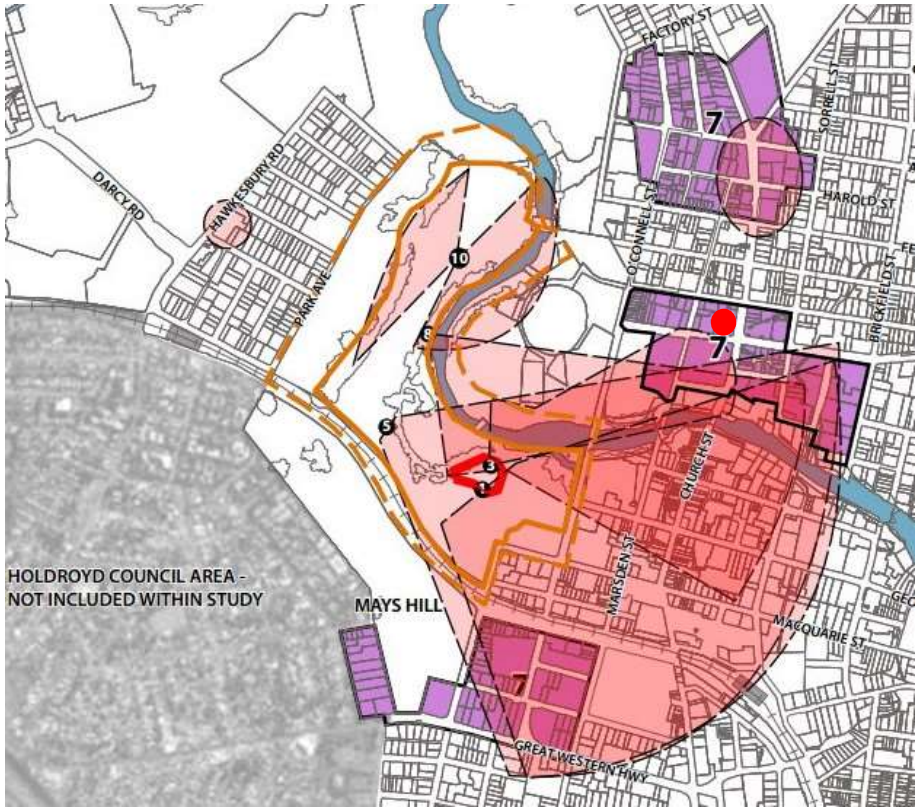 FACTORY ST
SORRELL ST
7
HAROLD ST
HAWKESBURY RD
DARCY RD
O'CONNELL ST
10
BRICKFIELD ST
PARK AVE
8
7
5
3
1
CHURCH ST
MARSDEN ST
HOLDROYD COUNCIL AREA -
NOT INCLUDED WITHIN STUDY
MAYS HILL
MACQUARIE ST
7
GREAT WESTERN HWY